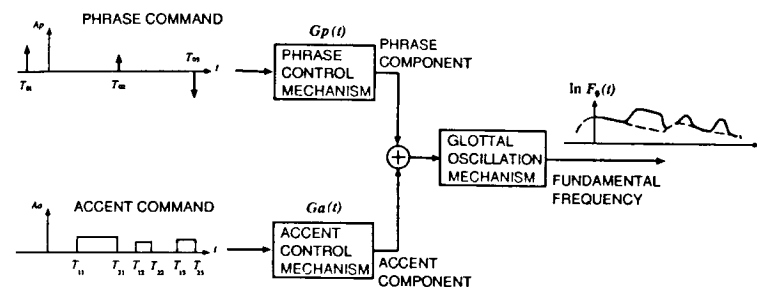 PHRASE COMMAND
Ap
T01
T02
T03
t
Gp(t)
PHRASE
CONTROL
MECHANISM
PHRASE
COMPONENT
ln F0(t)
GLOTTAL
OSCILLATION
MECHANISM
t
FUNDAMENTAL
FREQUENCY
ACCENT COMMAND
Aa
T11
T21
T12
T22
T13
T23
t
Ga(t)
ACCENT
CONTROL
MECHANISM
ACCENT
COMPONENT